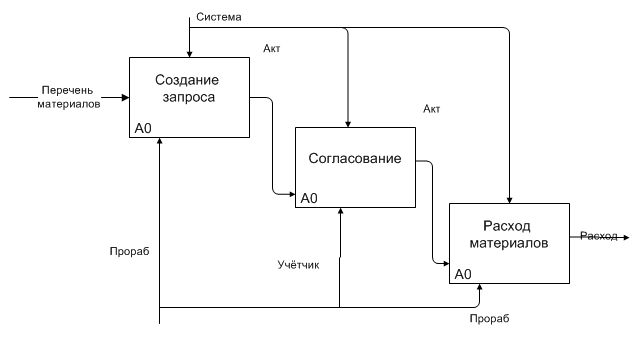 Система
Акт
Перечень
материалов
Создание
запроса
A0
Акт
Согласование
A0
Расход
материалов
A0
Расход
Прораб
Учётчик
Прораб